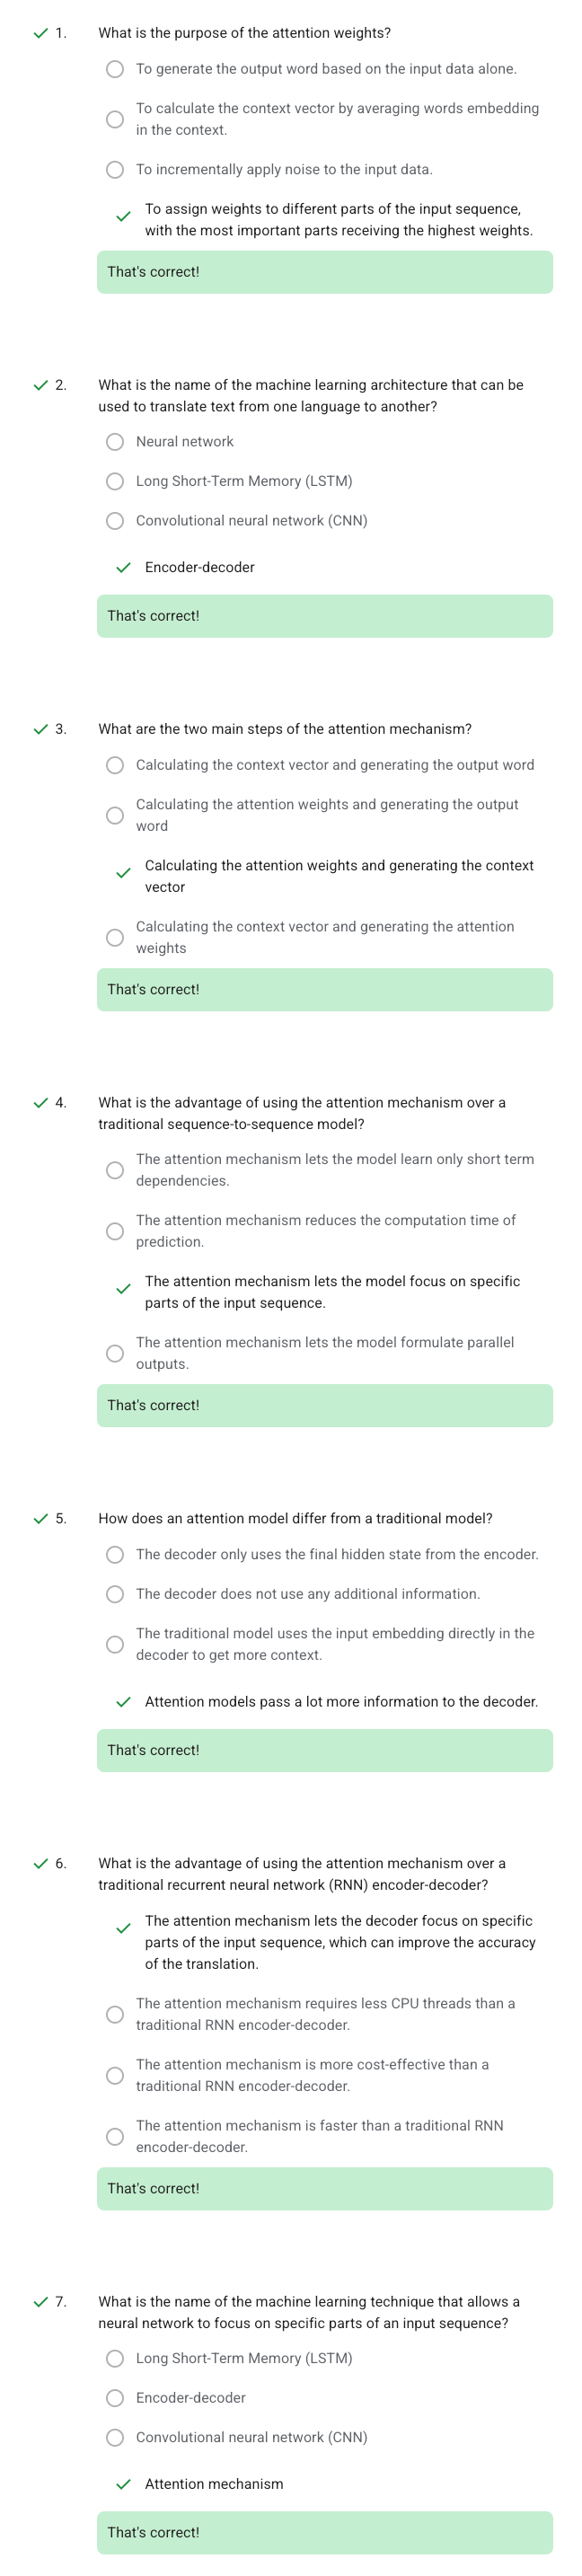 1. What is the purpose of the attention weights?
To generate the output word based on the input data alone.
To calculate the context vector by averaging words embedding
in the context.
To incrementally apply noise to the input data.
To assign weights to different parts of the input sequence,
with the most important parts receiving the highest weights.
That's correct!
2. What is the name of the machine learning architecture that can be
used to translate text from one language to another?
Neural network
Long Short-Term Memory (LSTM)
Convolutional neural network (CNN)
Encoder-decoder
That's correct!
3. What are the two main steps of the attention mechanism?
Calculating the context vector and generating the output word
Calculating the attention weights and generating the output
word
Calculating the attention weights and generating the context
vector
Calculating the context vector and generating the attention
weights
That's correct!
4. What is the advantage of using the attention mechanism over a
traditional sequence-to-sequence model?
The attention mechanism lets the model learn only short term
dependencies.
The attention mechanism reduces the computation time of
prediction.
The attention mechanism lets the model focus on specific
parts of the input sequence.
The attention mechanism lets the model formulate parallel
outputs.
That's correct!
5. How does an attention model differ from a traditional model?
The decoder only uses the final hidden state from the encoder.
The decoder does not use any additional information.
The traditional model uses the input embedding directly in the
decoder to get more context.
Attention models pass a lot more information to the decoder.
That's correct!
6. What is the advantage of using the attention mechanism over a
traditional recurrent neural network (RNN) encoder-decoder?
The attention mechanism lets the decoder focus on specific
parts of the input sequence, which can improve the accuracy
of the translation.
The attention mechanism requires less CPU threads than a
traditional RNN encoder-decoder.
The attention mechanism is more cost-effective than a
traditional RNN encoder-decoder.
The attention mechanism is faster than a traditional RNN
encoder-decoder.
That's correct!
7. What is the name of the machine learning technique that allows a
neural network to focus on specific parts of an input sequence?
Long Short-Term Memory (LSTM)
Encoder-decoder
Convolutional neural network (CNN)
Attention mechanism
That's correct!